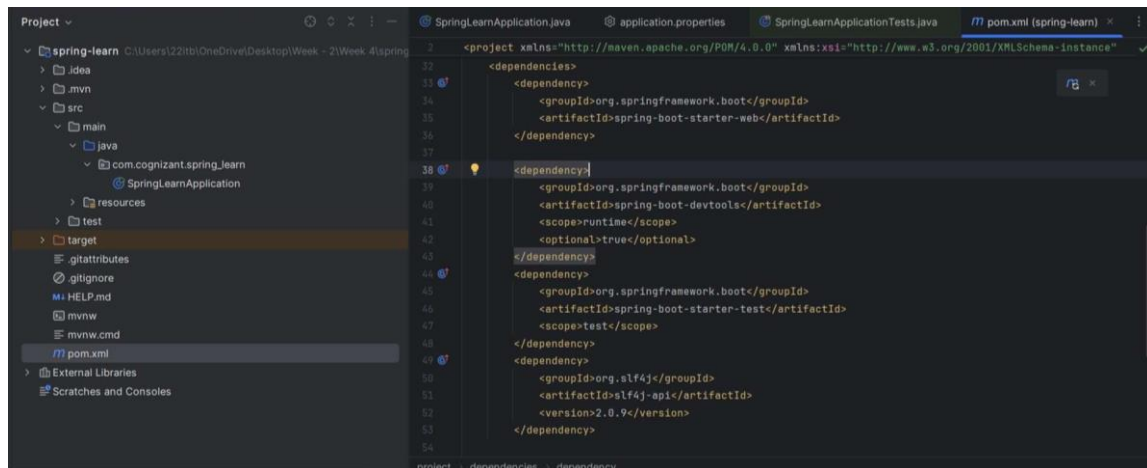 Project
spring-learn C:\Users\22itb\OneDrive\Desktop\Week - 2\Week 4\spring
.idea
.mvn
src
main
java
com.cognizant.spring_learn
SpringLearnApplication
resources
test
target
.gitattributes
.gitignore
M↓ HELP.md
mvnw
mvnw.cmd
m pom.xml
External Libraries
Scratches and Consoles
SpringLearnApplication.java application.properties SpringLearnApplicationTests.java m pom.xml (spring-learn)
2 <project xmlns="http://maven.apache.org/POM/4.0.0" xmlns:xsi="http://www.w3.org/2001/XMLSchema-instance"
32 <dependencies>
33 <dependency>
34 <groupId>org.springframework.boot</groupId>
35 <artifactId>spring-boot-starter-web</artifactId>
36 </dependency>
37
38 <dependency>
39 <groupId>org.springframework.boot</groupId>
40 <artifactId>spring-boot-devtools</artifactId>
41 <scope>runtime</scope>
42 <optional>true</optional>
43 </dependency>
44 <dependency>
45 <groupId>org.springframework.boot</groupId>
46 <artifactId>spring-boot-starter-test</artifactId>
47 <scope>test</scope>
48 </dependency>
49 <dependency>
50 <groupId>org.slf4j</groupId>
51 <artifactId>slf4j-api</artifactId>
52 <version>2.0.9</version>
53 </dependency>
54
project > dependencies > dependency